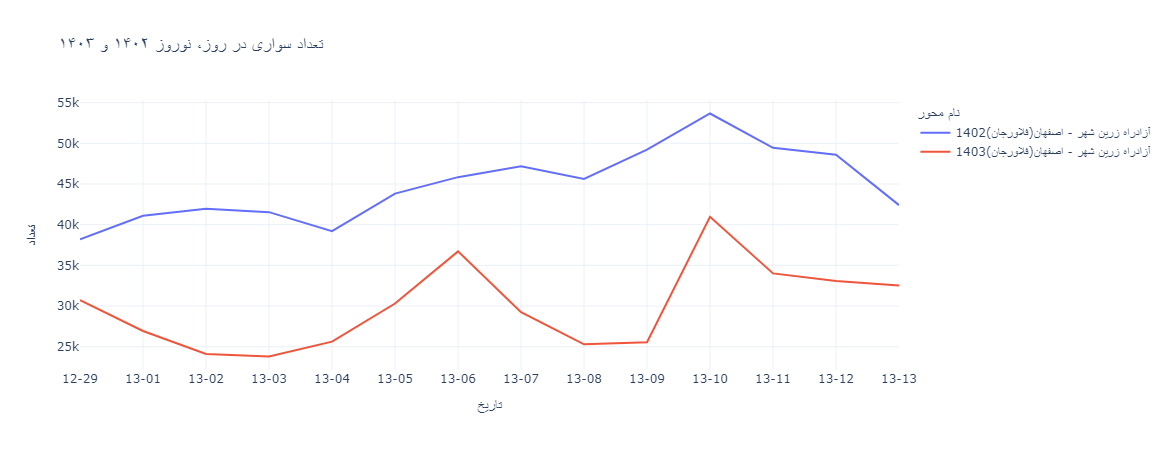 تعداد سواری در روز، نوروز ۱۴۰۲ و ۱۴۰۳
نام محور
آزادراه زرین شهر - اصفهان(فلاورجان)1402
آزادراه زرین شهر - اصفهان(فلاورجان)1403
55k
50k
45k
40k
35k
30k
25k
تعداد
12-29 13-01 13-02 13-03 13-04 13-05 13-06 13-07 13-08 13-09 13-10 13-11 13-12 13-13
تاریخ